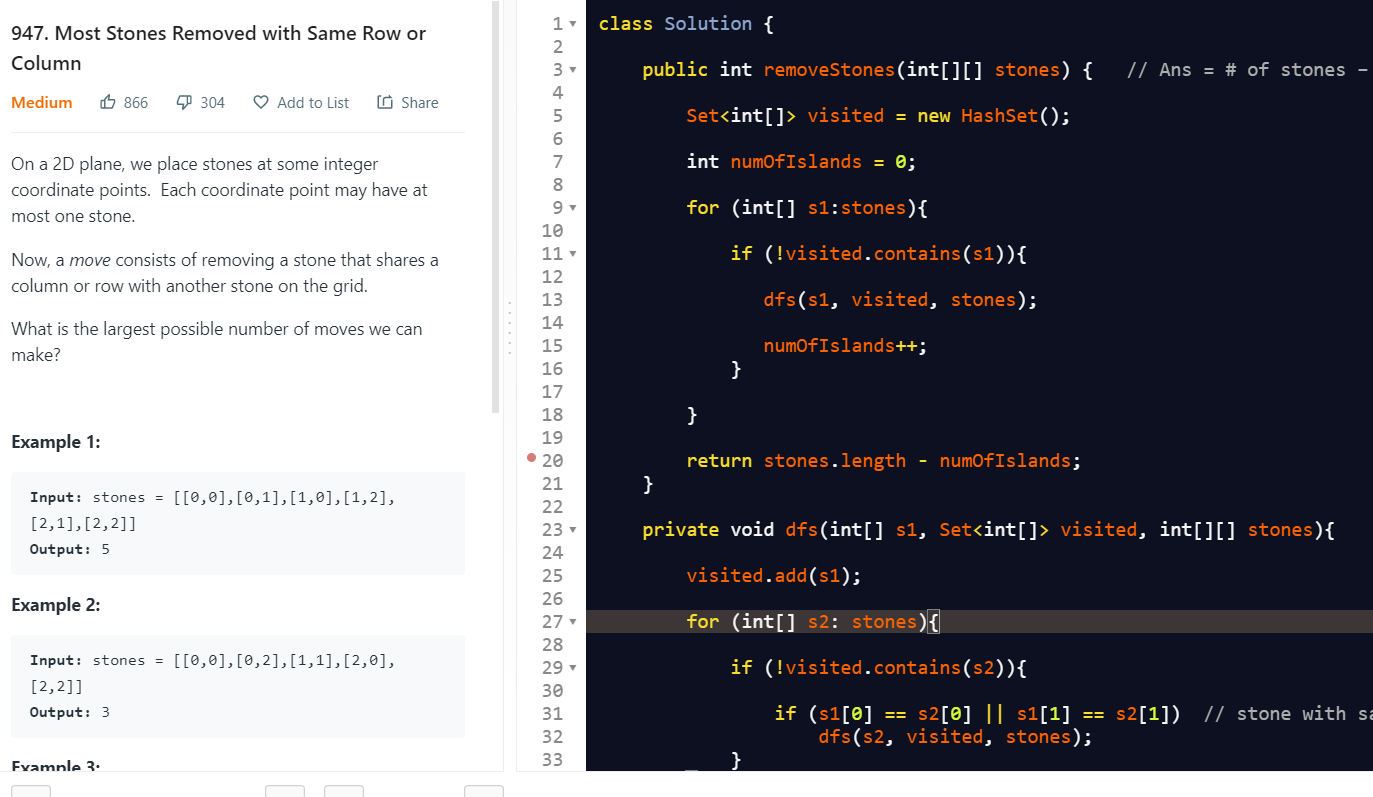 947. Most Stones Removed with Same Row or
Column
Medium 866 304 Add to List Share
On a 2D plane, we place stones at some integer
coordinate points.  Each coordinate point may have at
most one stone.
Now, a move consists of removing a stone that shares a
column or row with another stone on the grid.
What is the largest possible number of moves we can
make?
Example 1:
Input: stones = [[0,0],[0,1],[1,0],[1,2],
[2,1],[2,2]]
Output: 5
Example 2:
Input: stones = [[0,0],[0,2],[1,1],[2,0],
[2,2]]
Output: 3
Example 3:
1 class Solution {
2
3 public int removeStones(int[][] stones) {   // Ans = # of stones -
4
5 Set<int[]> visited = new HashSet();
6
7 int numOfIslands = 0;
8
9 for (int[] s1:stones){
10
11 if (!visited.contains(s1)){
12
13 dfs(s1, visited, stones);
14
15 numOfIslands++;
16 }
17
18 }
19
20 return stones.length - numOfIslands;
21 }
22
23 private void dfs(int[] s1, Set<int[]> visited, int[][] stones){
24
25 visited.add(s1);
26
27 for (int[] s2: stones){
28
29 if (!visited.contains(s2)){
30
31 if (s1[0] == s2[0] || s1[1] == s2[1])  // stone with
32 dfs(s2, visited, stones);
33 }